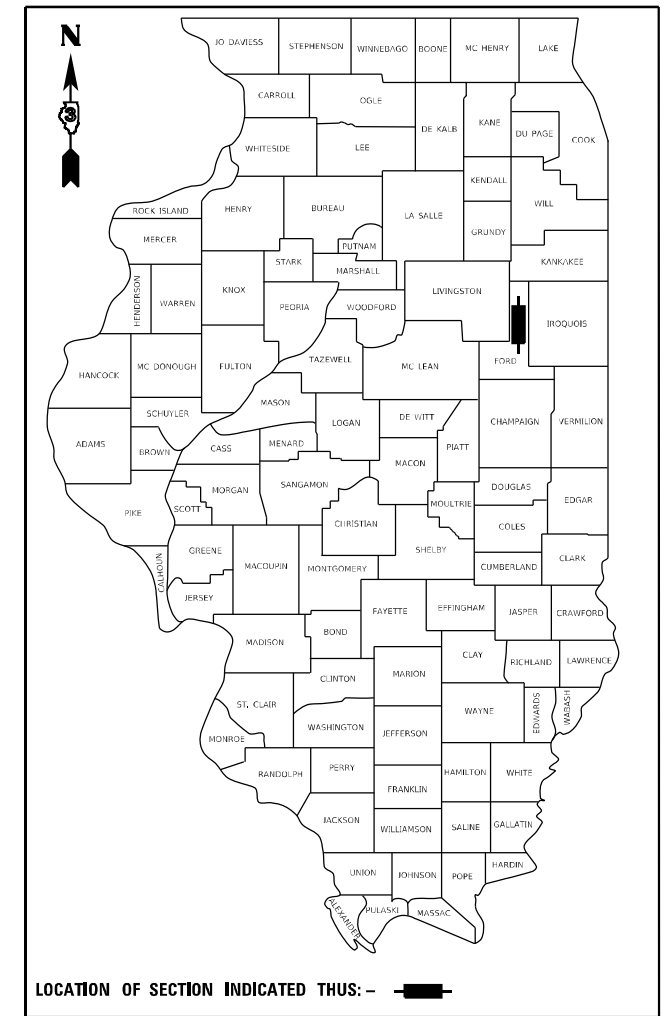 N
3
JO DAVIESS
STEPHENSON
WINNEBAGO
BOONE
MC HENRY
LAKE
CARROLL
OGLE
DE KALB
KANE
DU PAGE
COOK
WHITESIDE
LEE
KENDALL
WILL
ROCK ISLAND
HENRY
BUREAU
LA SALLE
GRUNDY
MERCER
PUTNAM
STARK
MARSHALL
KANKAKEE
HENDERSON
WARREN
KNOX
PEORIA
WOODFORD
LIVINGSTON
IROQUOIS
FORD
HANCOCK
MC DONOUGH
FULTON
TAZEWELL
MC LEAN
MASON
SCHUYLER
LOGAN
DE WITT
CHAMPAIGN
VERMILION
ADAMS
BROWN
CASS
MENARD
PIATT
MACON
MORGAN
SANGAMON
DOUGLAS
EDGAR
PIKE
SCOTT
MOULTRIE
CHRISTIAN
COLES
GREENE
SHELBY
CALHOUN
MACOUPIN
MONTGOMERY
CUMBERLAND
CLARK
JERSEY
FAYETTE
EFFINGHAM
JASPER
CRAWFORD
MADISON
BOND
CLAY
RICHLAND
LAWRENCE
CLINTON
MARION
ST. CLAIR
WAYNE
EDWARDS
WABASH
WASHINGTON
JEFFERSON
MONROE
RANDOLPH
PERRY
HAMILTON
WHITE
FRANKLIN
JACKSON
WILLIAMSON
SALINE
GALLATIN
UNION
JOHNSON
POPE
HARDIN
ALEXANDER
PULASKI
MASSAC
LOCATION OF SECTION INDICATED THUS: –